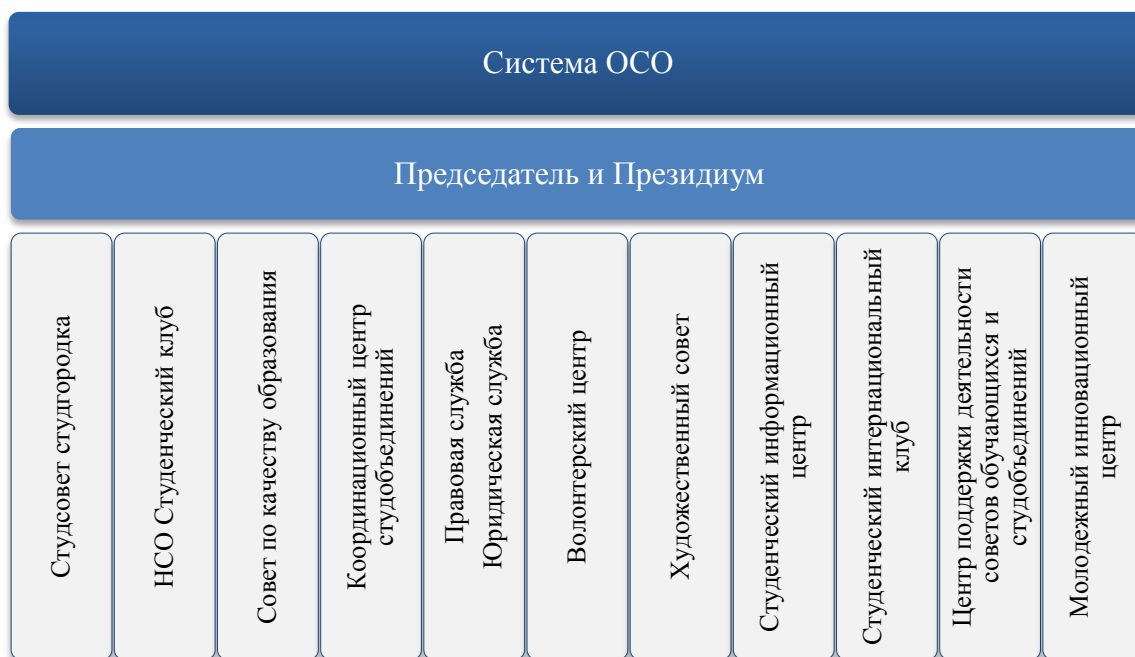 Система ОСО
Председатель и Президиум
Студсовет студгородка
НСО Студенческий клуб
Совет по качеству образования
Координационный центр
студобъединений
Правовая служба
Юридическая служба
Волонтерский центр
Художественный совет
Студенческий информационный
центр
Студенческий интернациональный
клуб
Центр поддержки деятельности
советов обучающихся и
студобъединений
Молодежный инновационный
центр